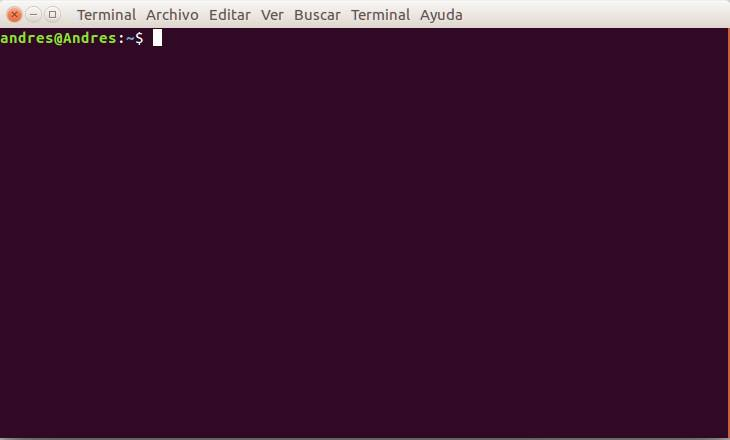 Terminal Archivo Editar Ver Buscar Terminal Ayuda
andres@Andres:~$